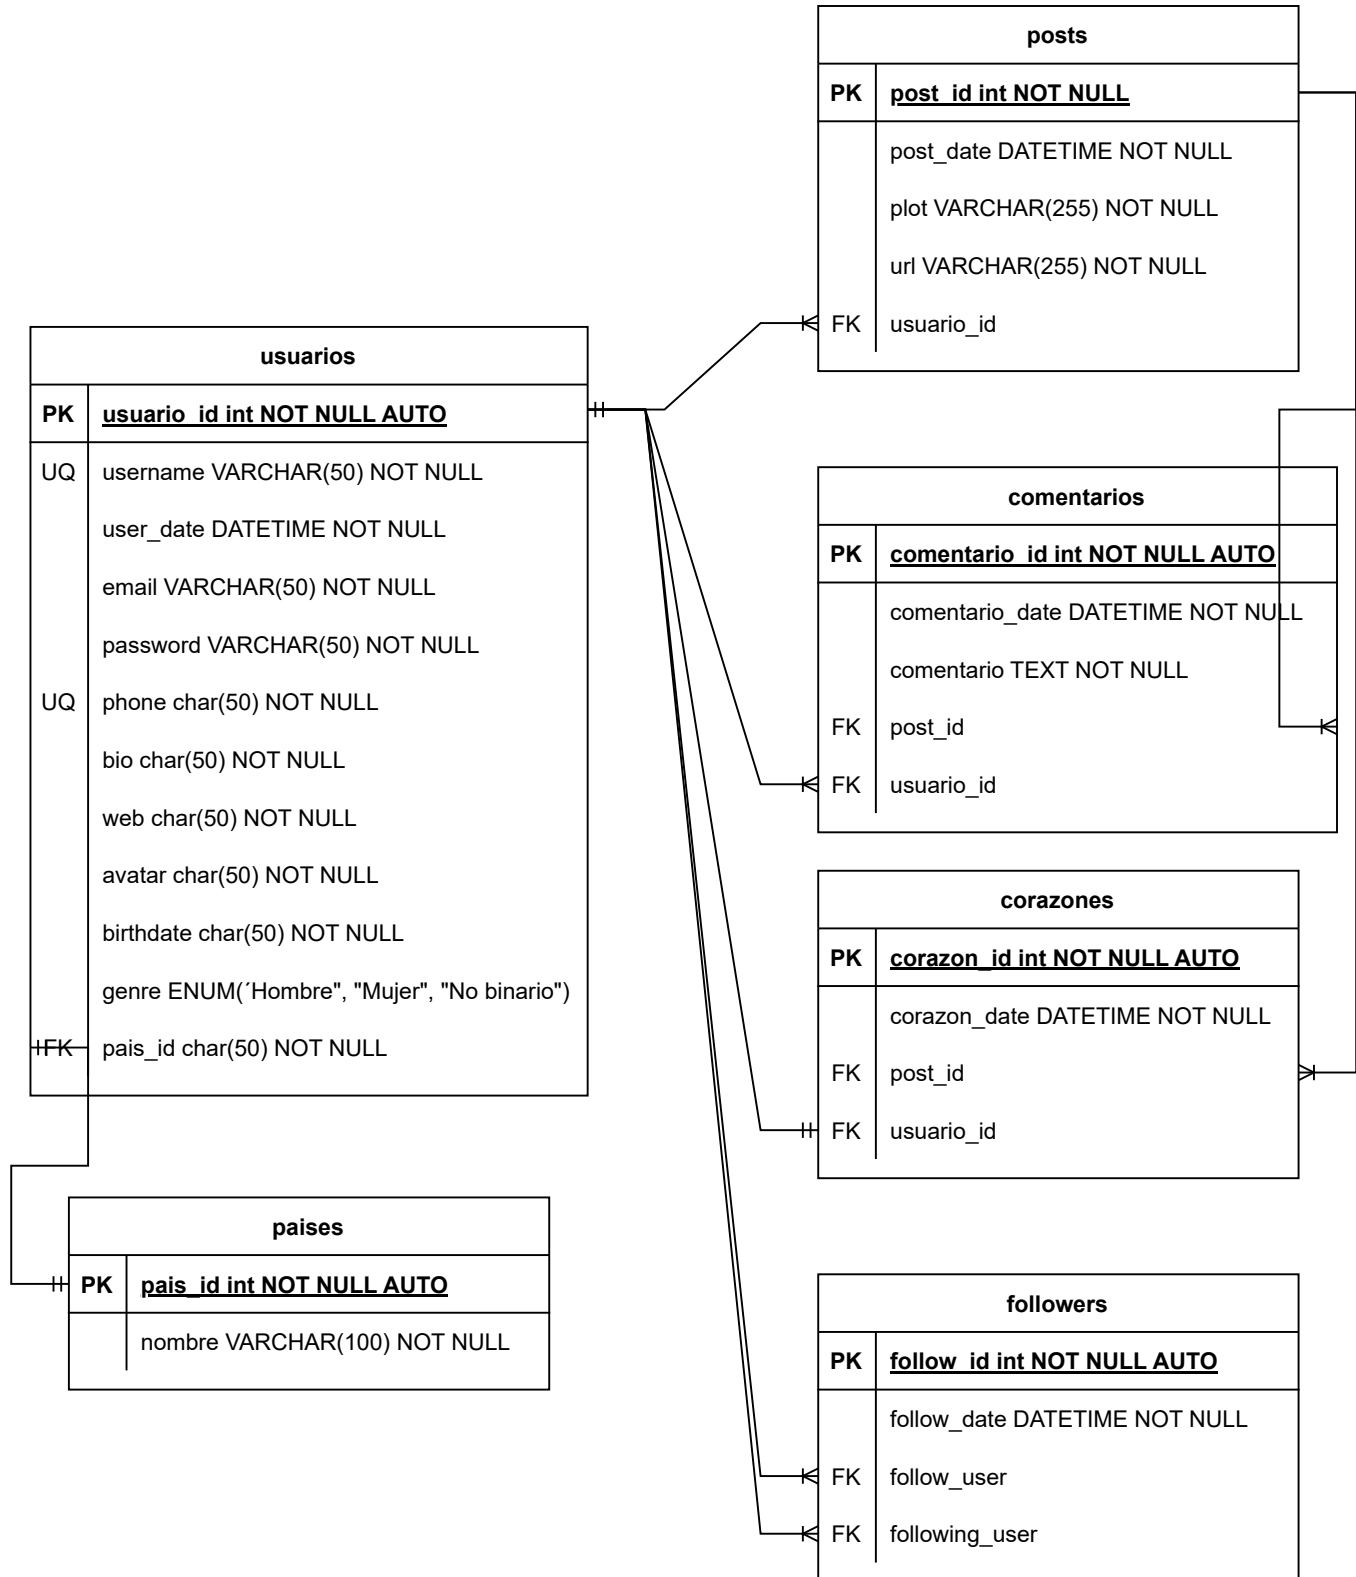 posts
PK post_id int NOT NULL
post_date DATETIME NOT NULL
plot VARCHAR(255) NOT NULL
url VARCHAR(255) NOT NULL
FK usuario_id
usuarios
PK usuario_id int NOT NULL AUTO
UQ username VARCHAR(50) NOT NULL
user_date DATETIME NOT NULL
email VARCHAR(50) NOT NULL
password VARCHAR(50) NOT NULL
UQ phone char(50) NOT NULL
bio char(50) NOT NULL
web char(50) NOT NULL
avatar char(50) NOT NULL
birthdate char(50) NOT NULL
genre ENUM(´Hombre", "Mujer", "No binario")
FK pais_id char(50) NOT NULL
comentarios
PK comentario_id int NOT NULL AUTO
comentario_date DATETIME NOT NULL
comentario TEXT NOT NULL
FK post_id
FK usuario_id
corazones
PK corazon_id int NOT NULL AUTO
corazon_date DATETIME NOT NULL
FK post_id
FK usuario_id
paises
PK pais_id int NOT NULL AUTO
nombre VARCHAR(100) NOT NULL
followers
PK follow_id int NOT NULL AUTO
follow_date DATETIME NOT NULL
FK follow_user
FK following_user